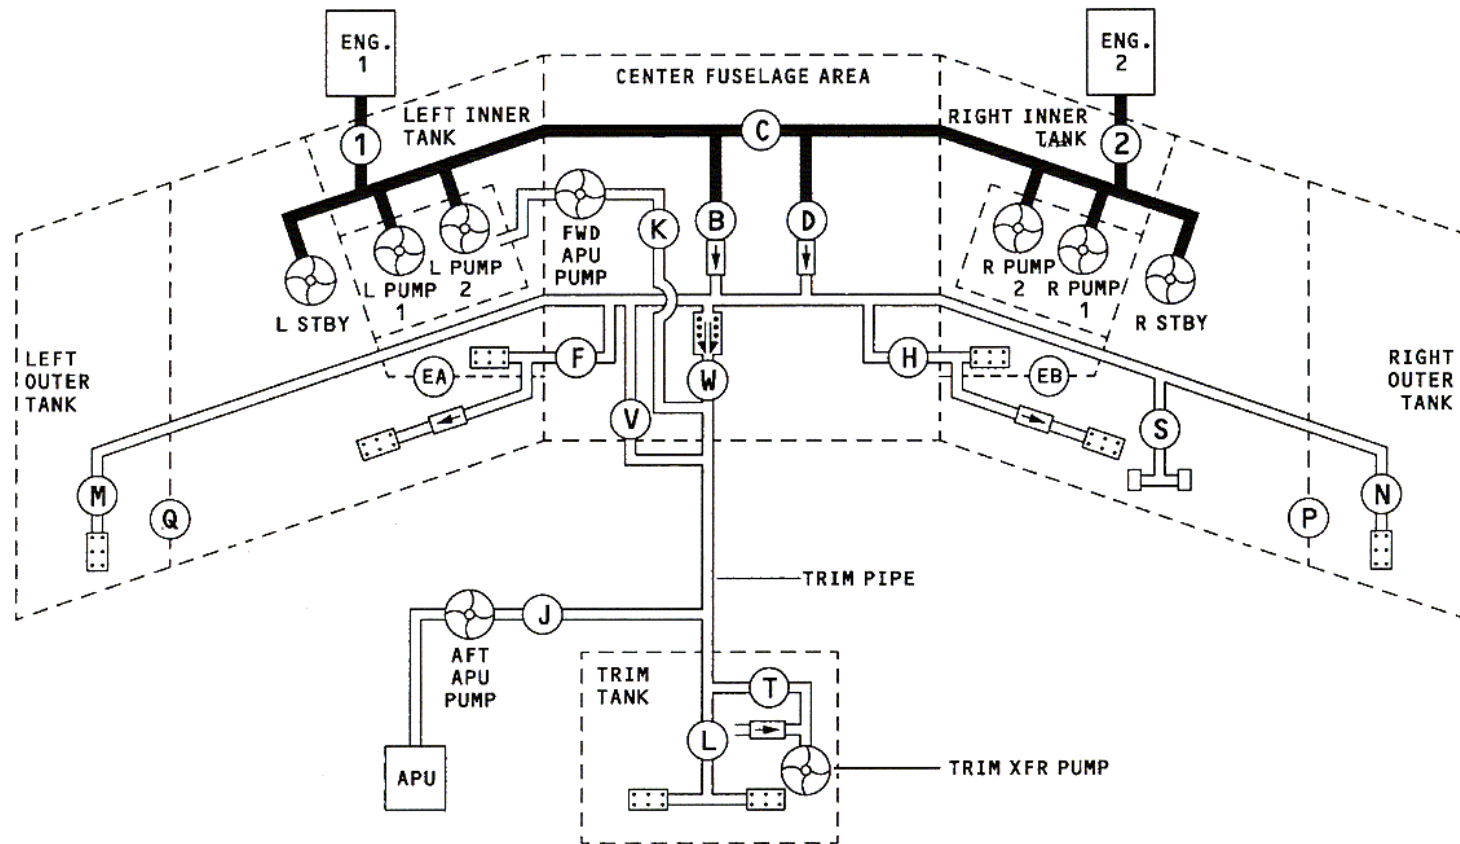 ENG.
1
ENG.
2
CENTER FUSELAGE AREA
LEFT INNER
TANK
RIGHT INNER
TANK
1
C
2
K
B
D
FWD
APU
PUMP
L PUMP
2
L PUMP
1
L STBY
R PUMP
2
R PUMP
1
R STBY
LEFT
OUTER
TANK
EA
F
W
H
EB
RIGHT
OUTER
TANK
V
S
M
Q
P
N
TRIM PIPE
J
AFT
APU
PUMP
TRIM
TANK
T
L
APU
TRIM XFR PUMP